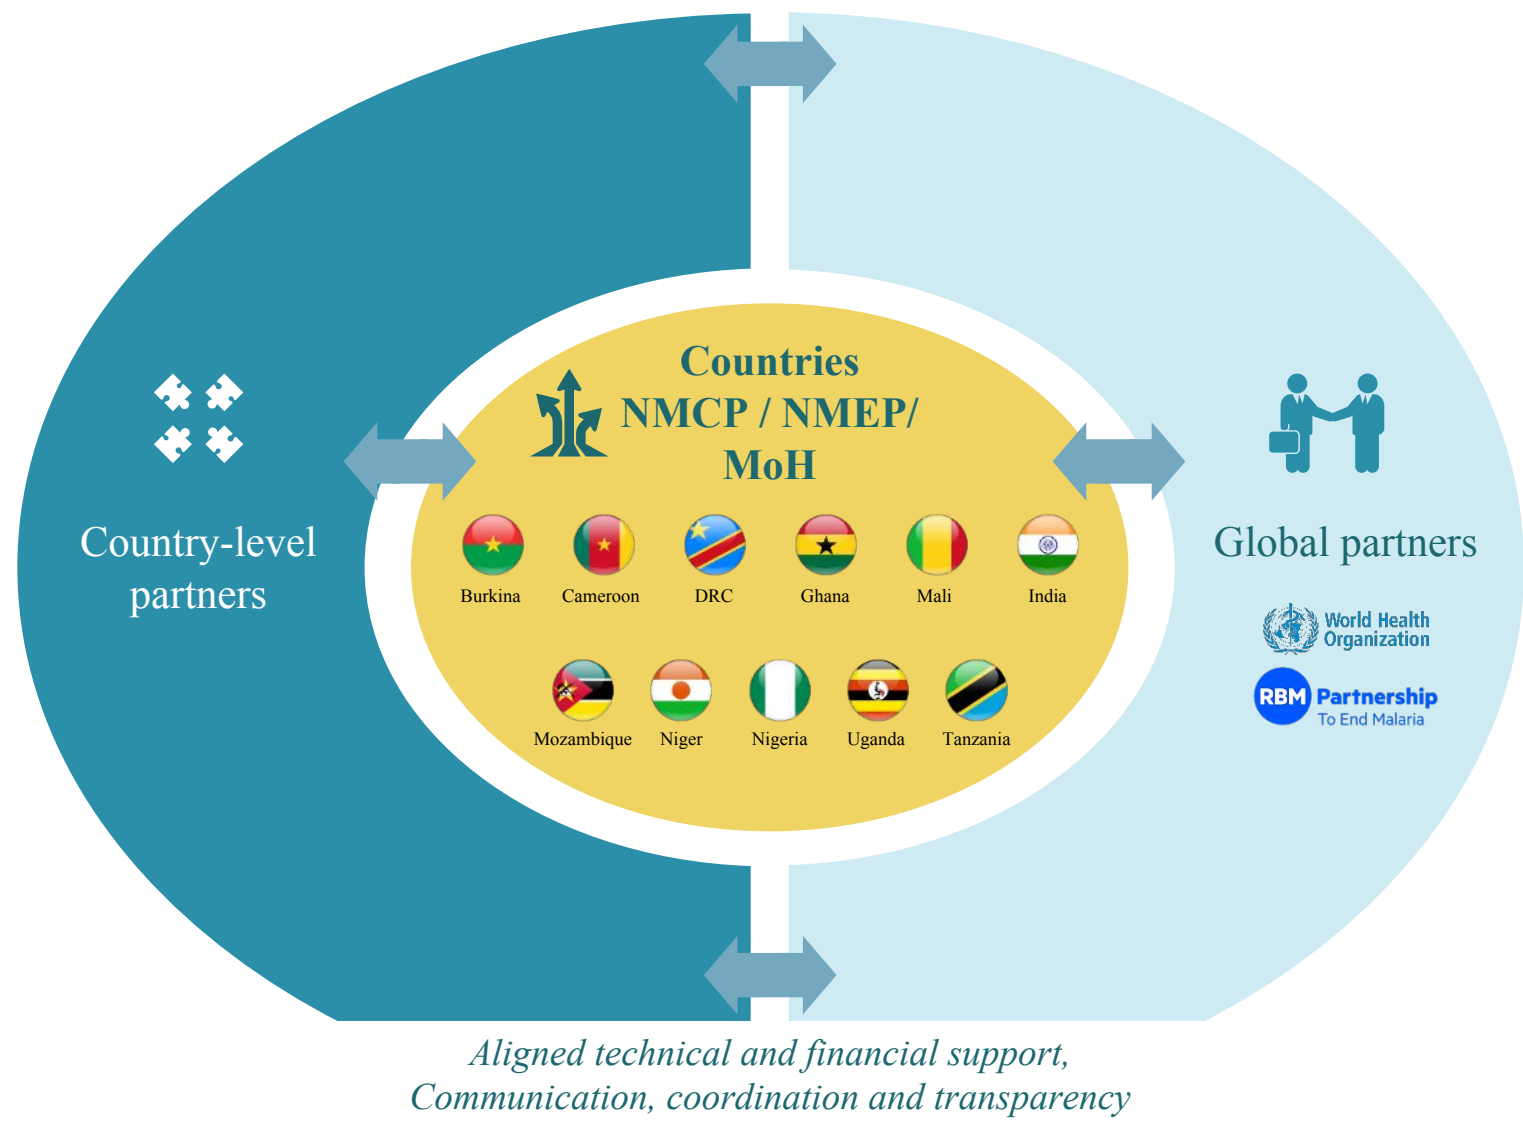 Countries
NMCP / NMEP/
MoH
Country-level
partners
Global partners
World Health
Organization
RBM Partnership
To End Malaria
Burkina Cameroon DRC Ghana Mali India
Mozambique Niger Nigeria Uganda Tanzania
Aligned technical and financial support,
Communication, coordination and transparency